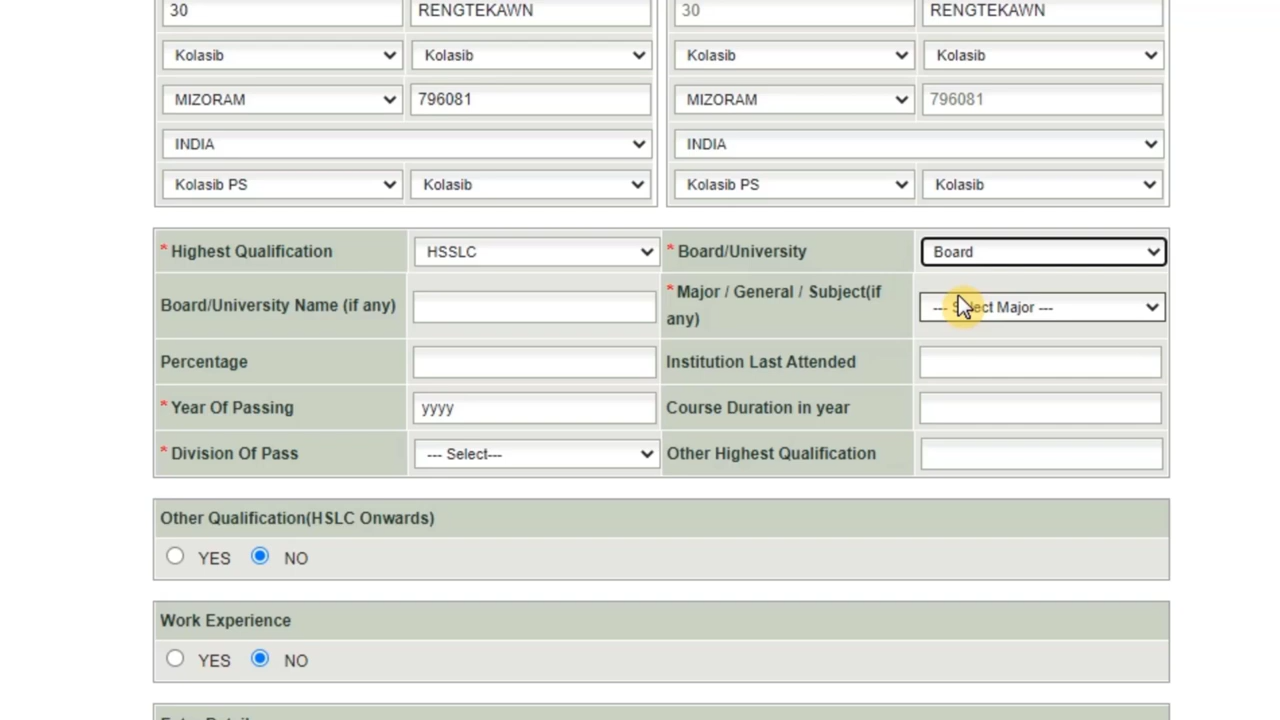 30 RENGTEKAWN 30 RENGTEKAWN
Kolasib Kolasib Kolasib Kolasib
MIZORAM 796081 MIZORAM 796081
INDIA INDIA
Kolasib PS Kolasib Kolasib PS Kolasib
* Highest Qualification HSSLC * Board/University Board
Board/University Name (if any) * Major / General / Subject(if any) --- Select Major ---
Percentage Institution Last Attended
* Year Of Passing yyyy Course Duration in year
* Division Of Pass --- Select--- Other Highest Qualification
Other Qualification(HSLC Onwards)
YES NO
Work Experience
YES NO